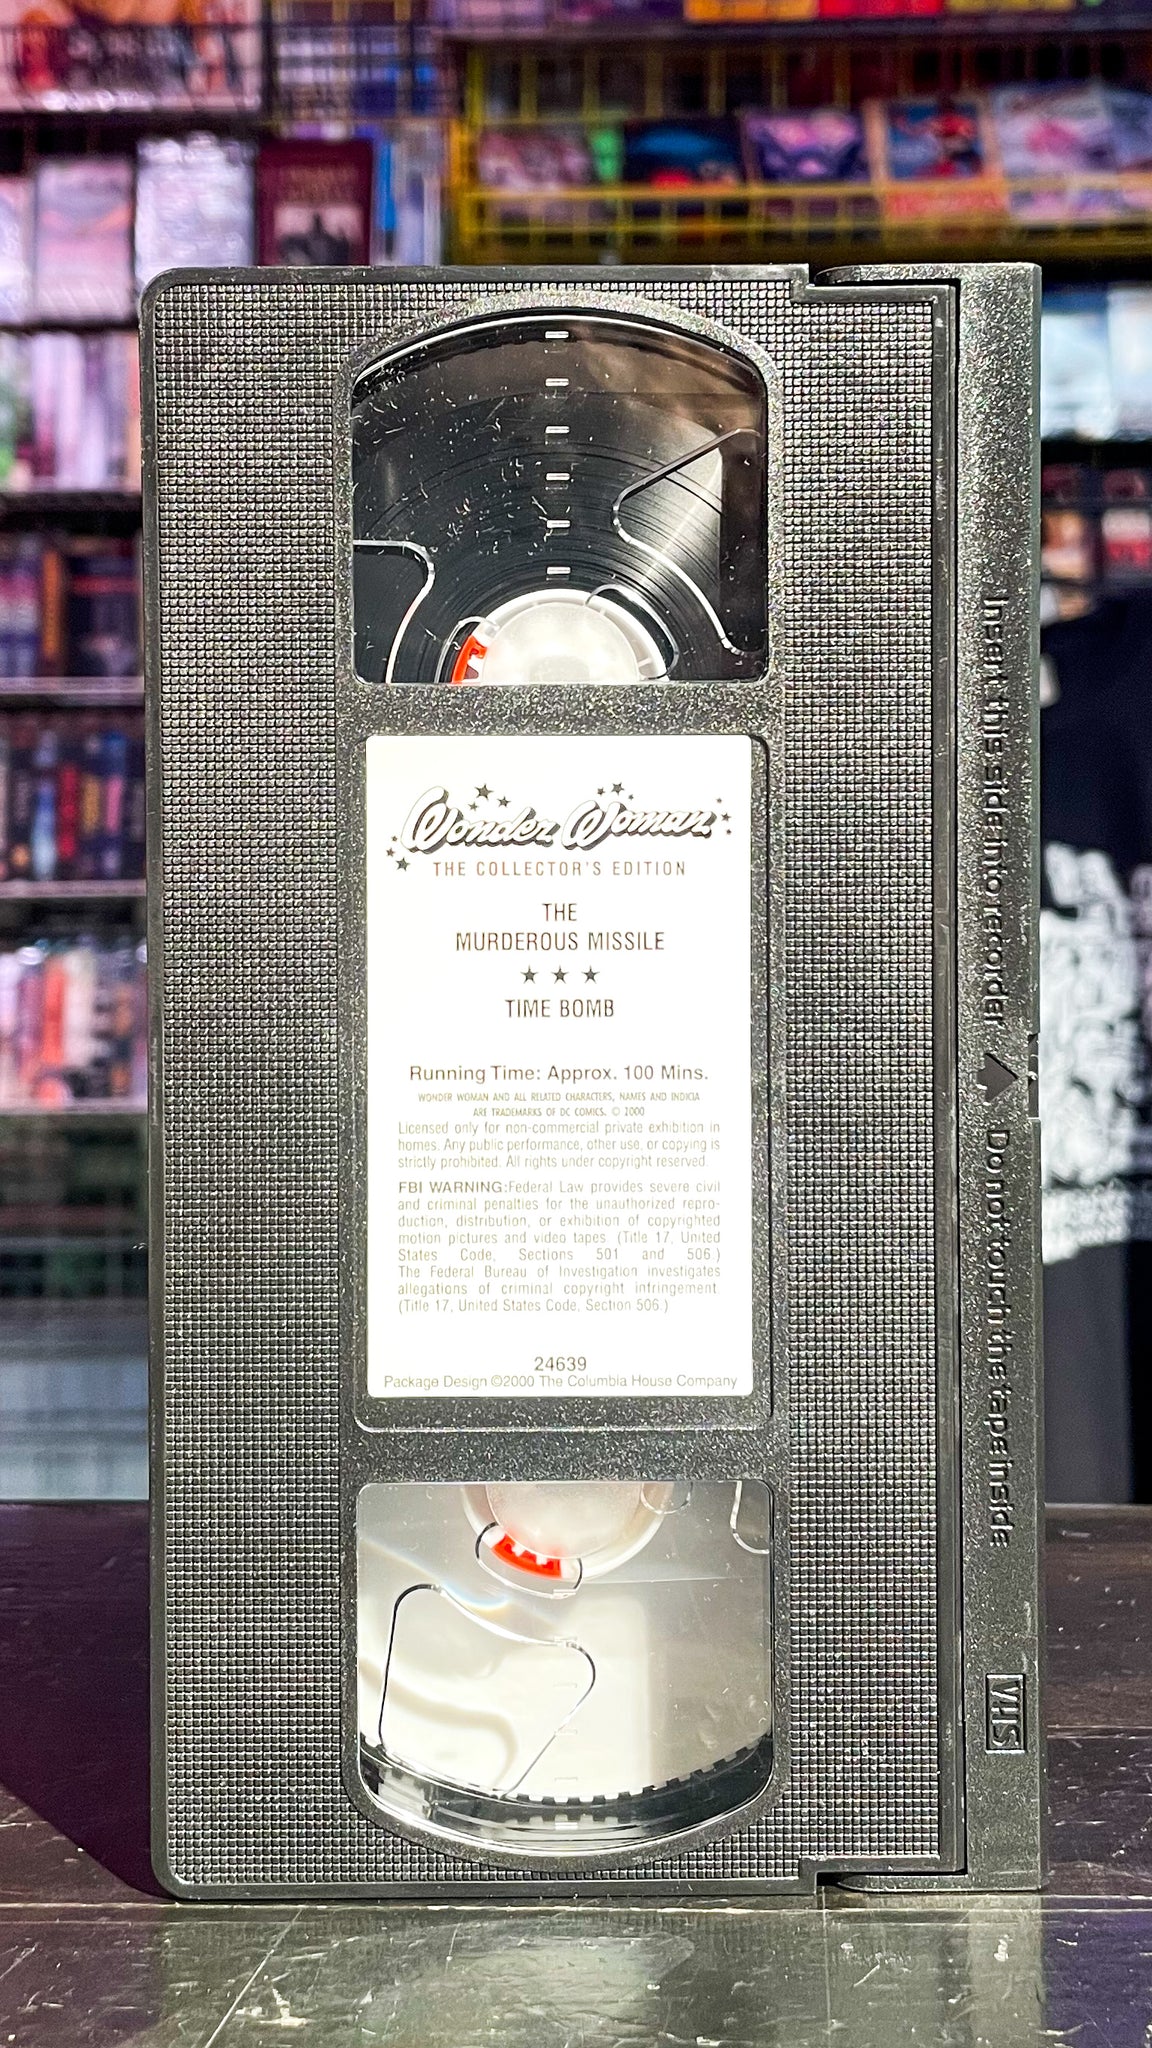 Wonder Woman
THE COLLECTOR'S EDITION
THE
MURDEROUS MISSILE
★ ★ ★
TIME BOMB
Running Time: Approx. 100 Mins.
WONDER WOMAN AND ALL RELATED CHARACTERS, NAMES AND INDICIA
ARE TRADEMARKS OF DC COMICS. © 2000
Licensed only for non-commercial private exhibition in
homes. Any public performance, other use, or copying is
strictly prohibited. All rights under copyright reserved.
FBI WARNING:Federal Law provides severe civil
and criminal penalties for the unauthorized repro-
duction, distribution, or exhibition of copyrighted
motion pictures and video tapes. (Title 17, United
States Code, Sections 501 and 506.)
The Federal Bureau of Investigation investigates
allegations of criminal copyright infringement.
(Title 17, United States Code, Section 506.)
24639
Package Design ©2000 The Columbia House Company
Insert this side into recorder ▲ Do not touch the tape inside
VHS